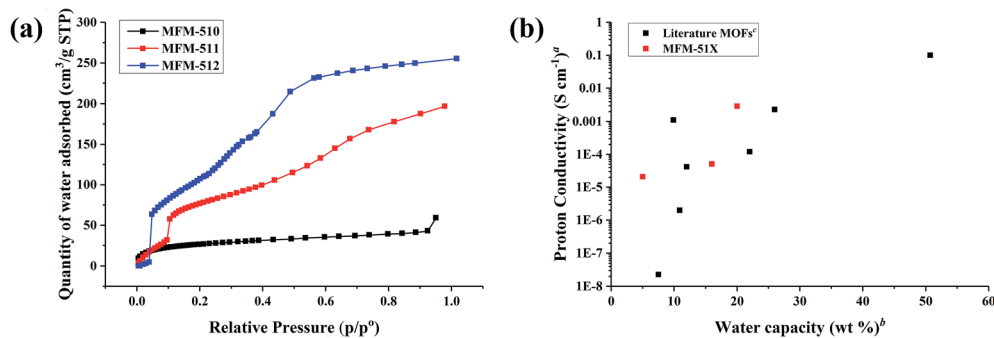 (a)
MFM-510
MFM-511
MFM-512
Quantity of water adsorbed (cm³/g STP)
300
250
200
150
100
50
0
0.0 0.2 0.4 0.6 0.8 1.0
Relative Pressure (p/pº)
(b)
Literature MOFsᶜ
MFM-51X
Proton Conductivity (S cm⁻¹)ᵃ
1
0.1
0.01
0.001
1E-4
1E-5
1E-6
1E-7
1E-8
0 10 20 30 40 50 60
Water capacity (wt %)ᵇ